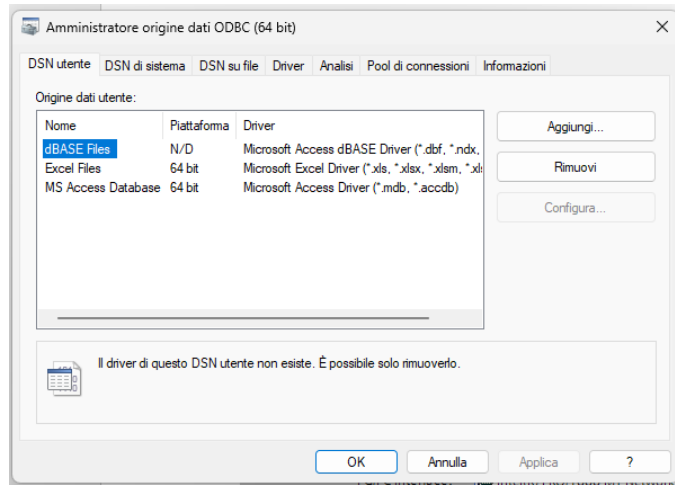 Amministratore origine dati ODBC (64 bit)
DSN utente DSN di sistema DSN su file Driver Analisi Pool di connessioni Informazioni
Origine dati utente:
Nome Piattaforma Driver
dBASE Files N/D Microsoft Access dBASE Driver (*.dbf, *.ndx,
Excel Files 64 bit Microsoft Excel Driver (*.xls, *.xlsx, *.xlsm, *.xl
MS Access Database 64 bit Microsoft Access Driver (*.mdb, *.accdb)
Aggiungi...
Rimuovi
Configura...
Il driver di questo DSN utente non esiste. È possibile solo rimuoverlo.
OK Annulla Applica ?